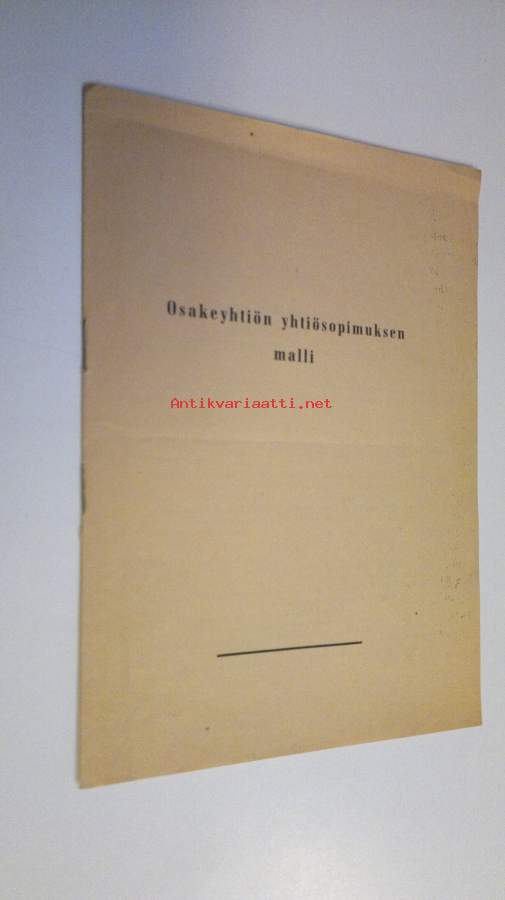 Osakeyhtiön yhtiösopimuksen
malli
Antikvariaatti.net